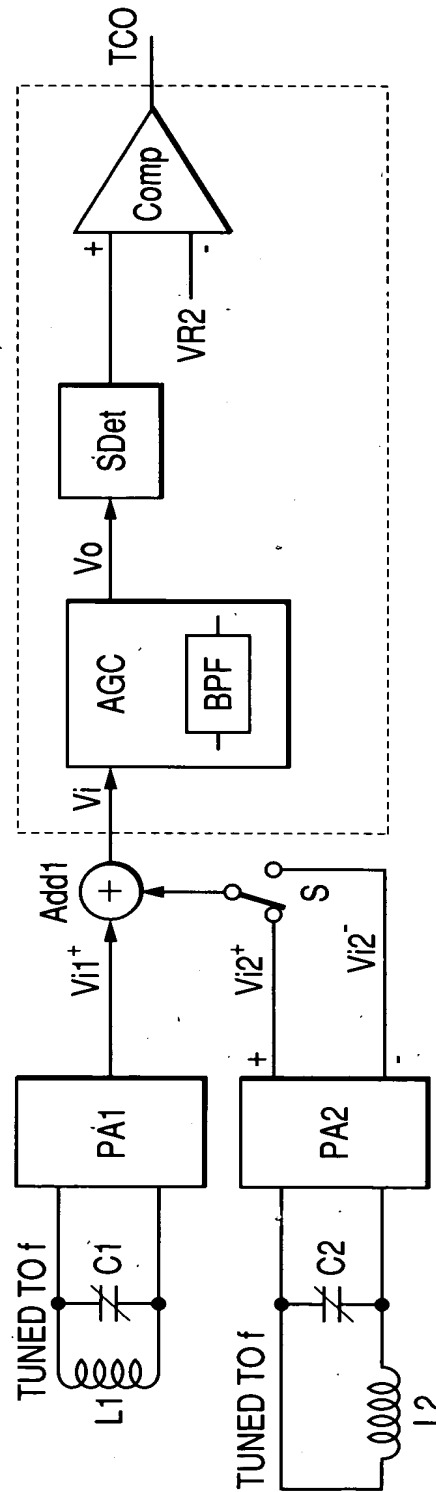 TUNED TO f
L1
C1
PA1
Vi1+
Add1
+
Vi
AGC
BPF
Vo
SDet
+
-
VR2
Comp
TCO
TUNED TO f
L2
C2
PA2
+
-
Vi2+
Vi2-
S